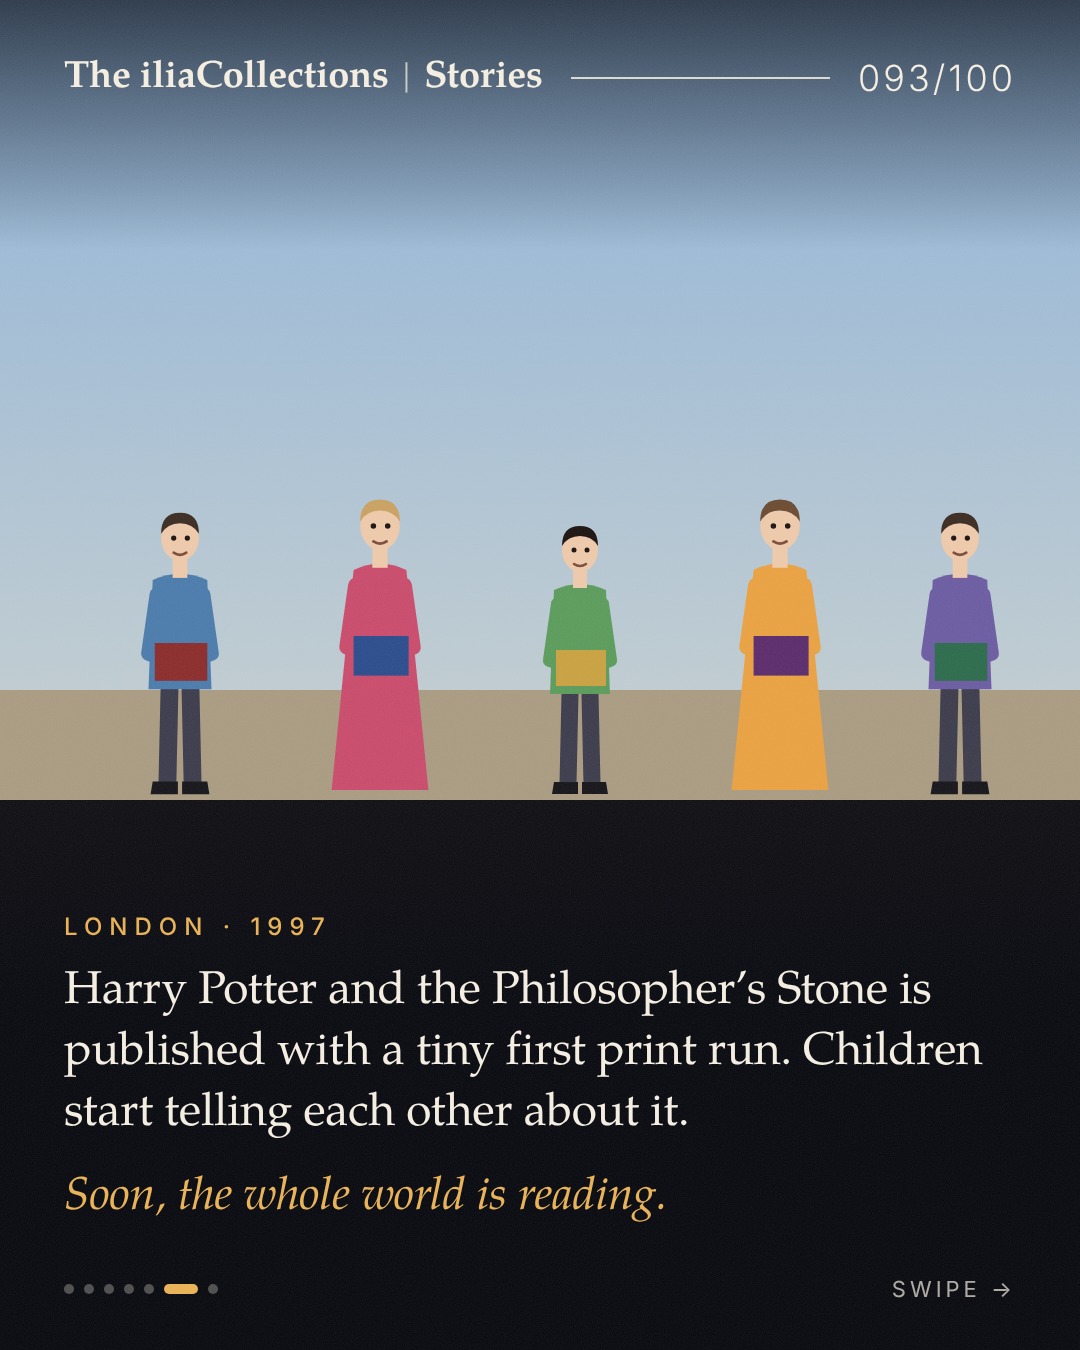 The iliaCollections | Stories
093/100
LONDON · 1997
Harry Potter and the Philosopher’s Stone is
published with a tiny first print run. Children
start telling each other about it.
Soon, the whole world is reading.
SWIPE →